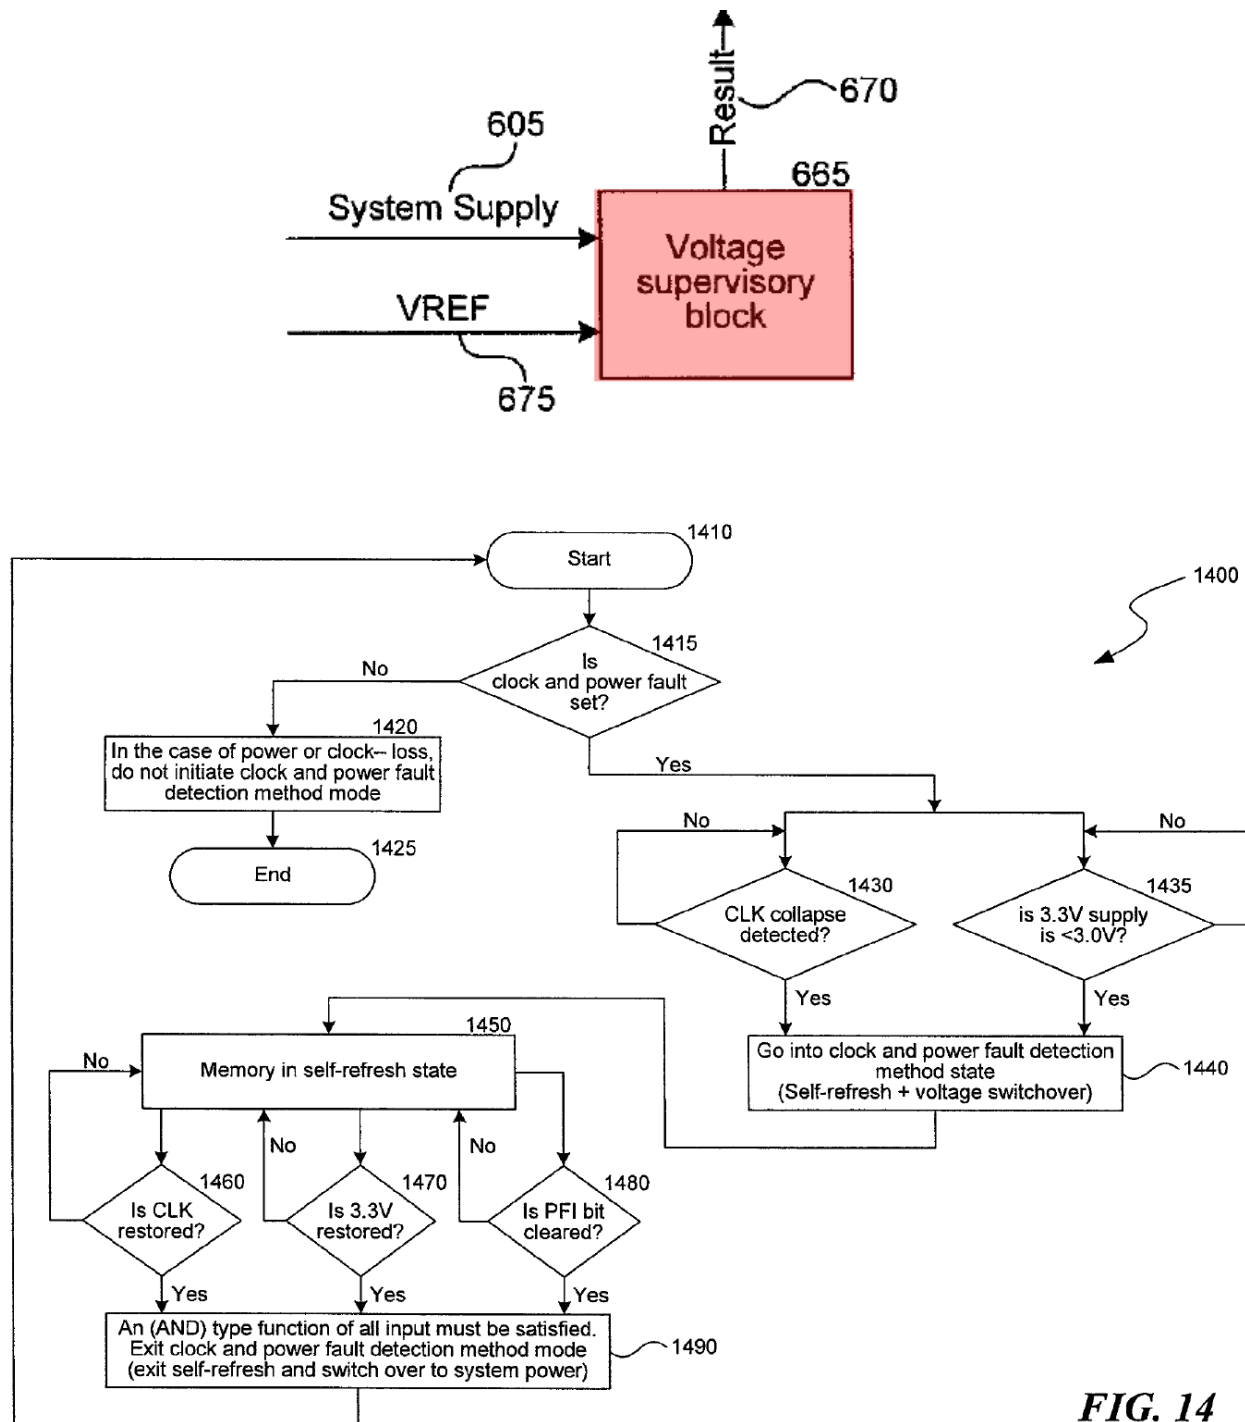 670
Result
605
665
System Supply
Voltage
supervisory
block
VREF
675
1410
Start
1400
1415
Is
clock and power fault
set?
No
1420
In the case of power or clock– loss,
do not initiate clock and power fault
detection method mode
Yes
1425
End
No
No
1430
CLK collapse
detected?
1435
is 3.3V supply
is <3.0V?
Yes
Yes
1450
Memory in self-refresh state
Go into clock and power fault detection
method state
(Self-refresh + voltage switchover)
1440
No
No
No
1460
Is CLK
restored?
1470
Is 3.3V
restored?
1480
Is PFI bit
cleared?
Yes
Yes
Yes
An (AND) type function of all input must be satisfied.
Exit clock and power fault detection method mode
(exit self-refresh and switch over to system power)
1490
FIG. 14